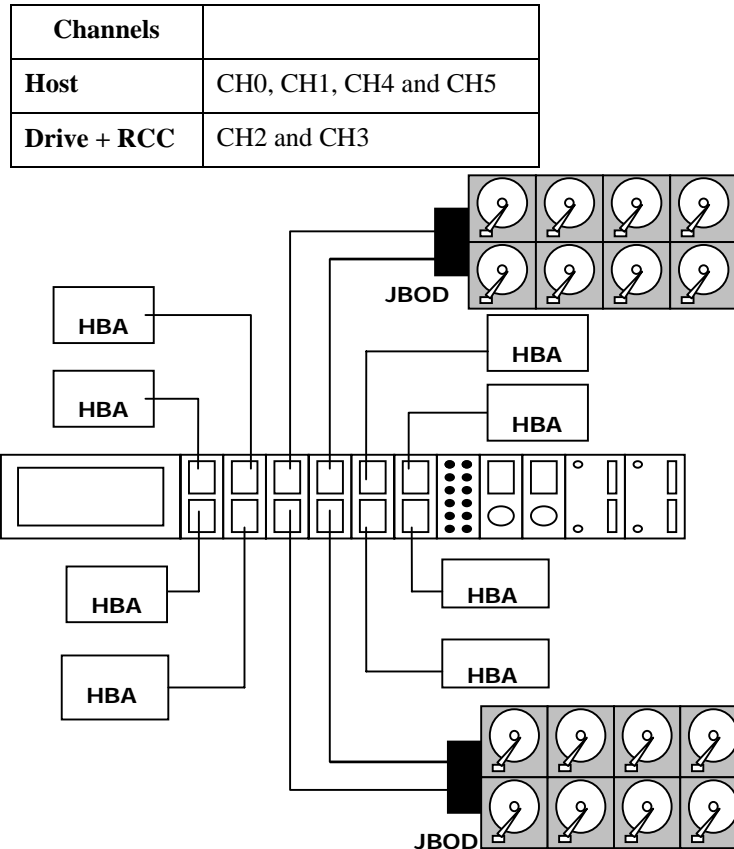 Channels
Host CH0, CH1, CH4 and CH5
Drive + RCC CH2 and CH3
JBOD
HBA
HBA
HBA
HBA
HBA
HBA
HBA
HBA
JBOD